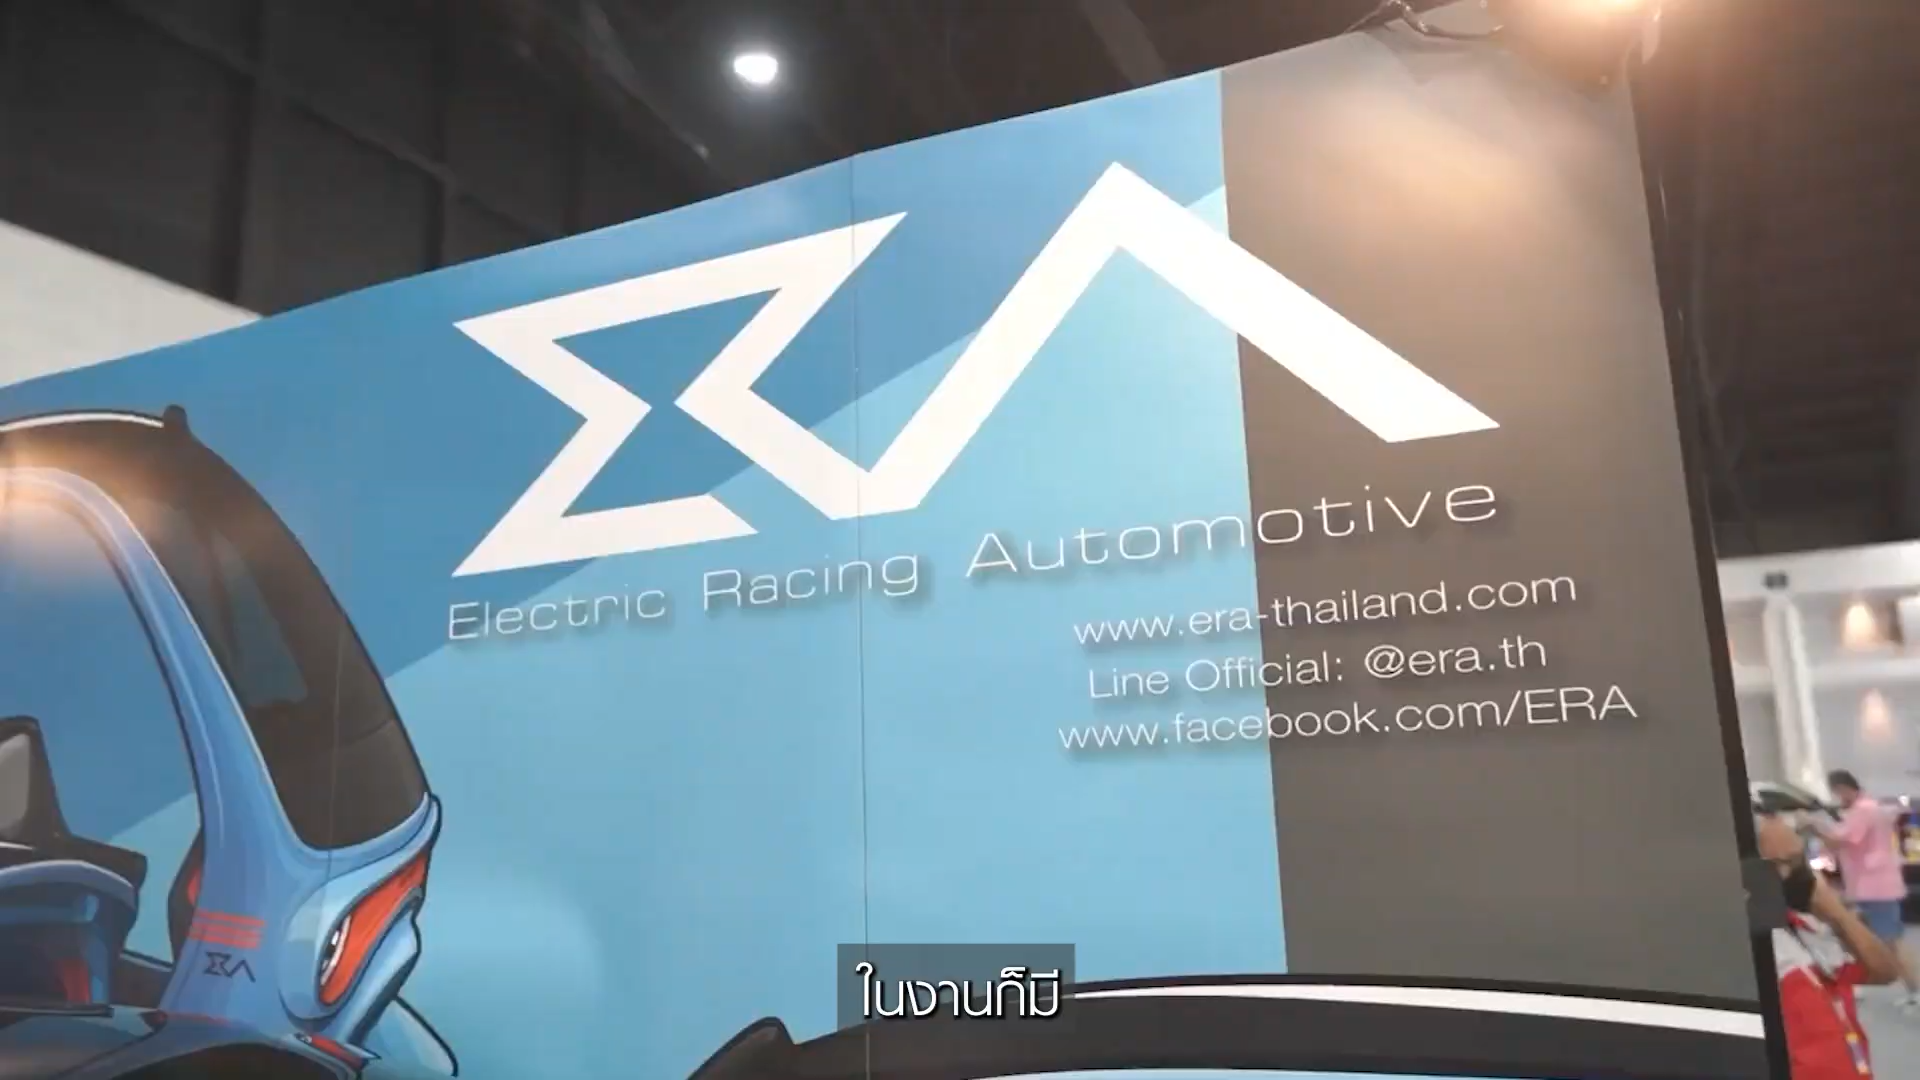 ERA
Electric Racing Automotive
www.era-thailand.com
Line Official: @era.th
www.facebook.com/ERA
ERA
ในงานก็มี